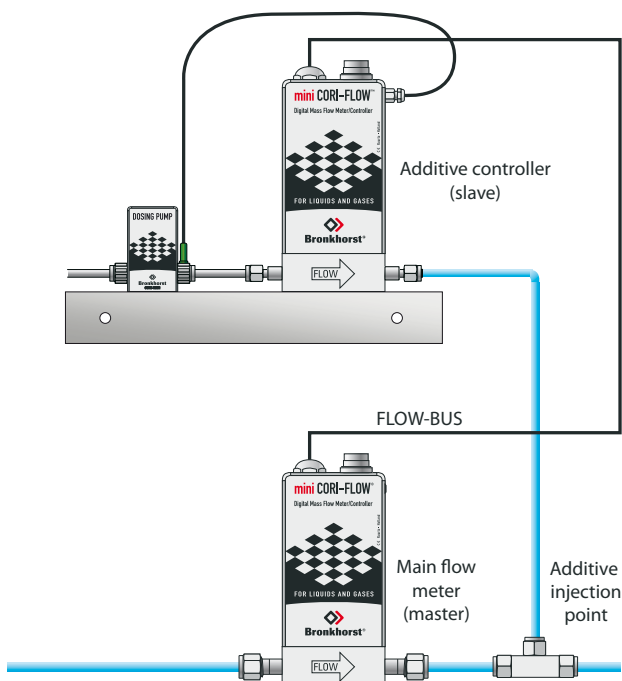 mini CORI-FLOW™
Digital Mass Flow Meter/Controller
FOR LIQUIDS AND GASES
Bronkhorst®
FLOW
Additive controller
(slave)
DOSING PUMP
Bronkhorst
FLOW-BUS
mini CORI-FLOW®
Digital Mass Flow Meter/Controller
FOR LIQUIDS AND GASES
Bronkhorst®
FLOW
Main flow
meter
(master)
Additive
injection
point